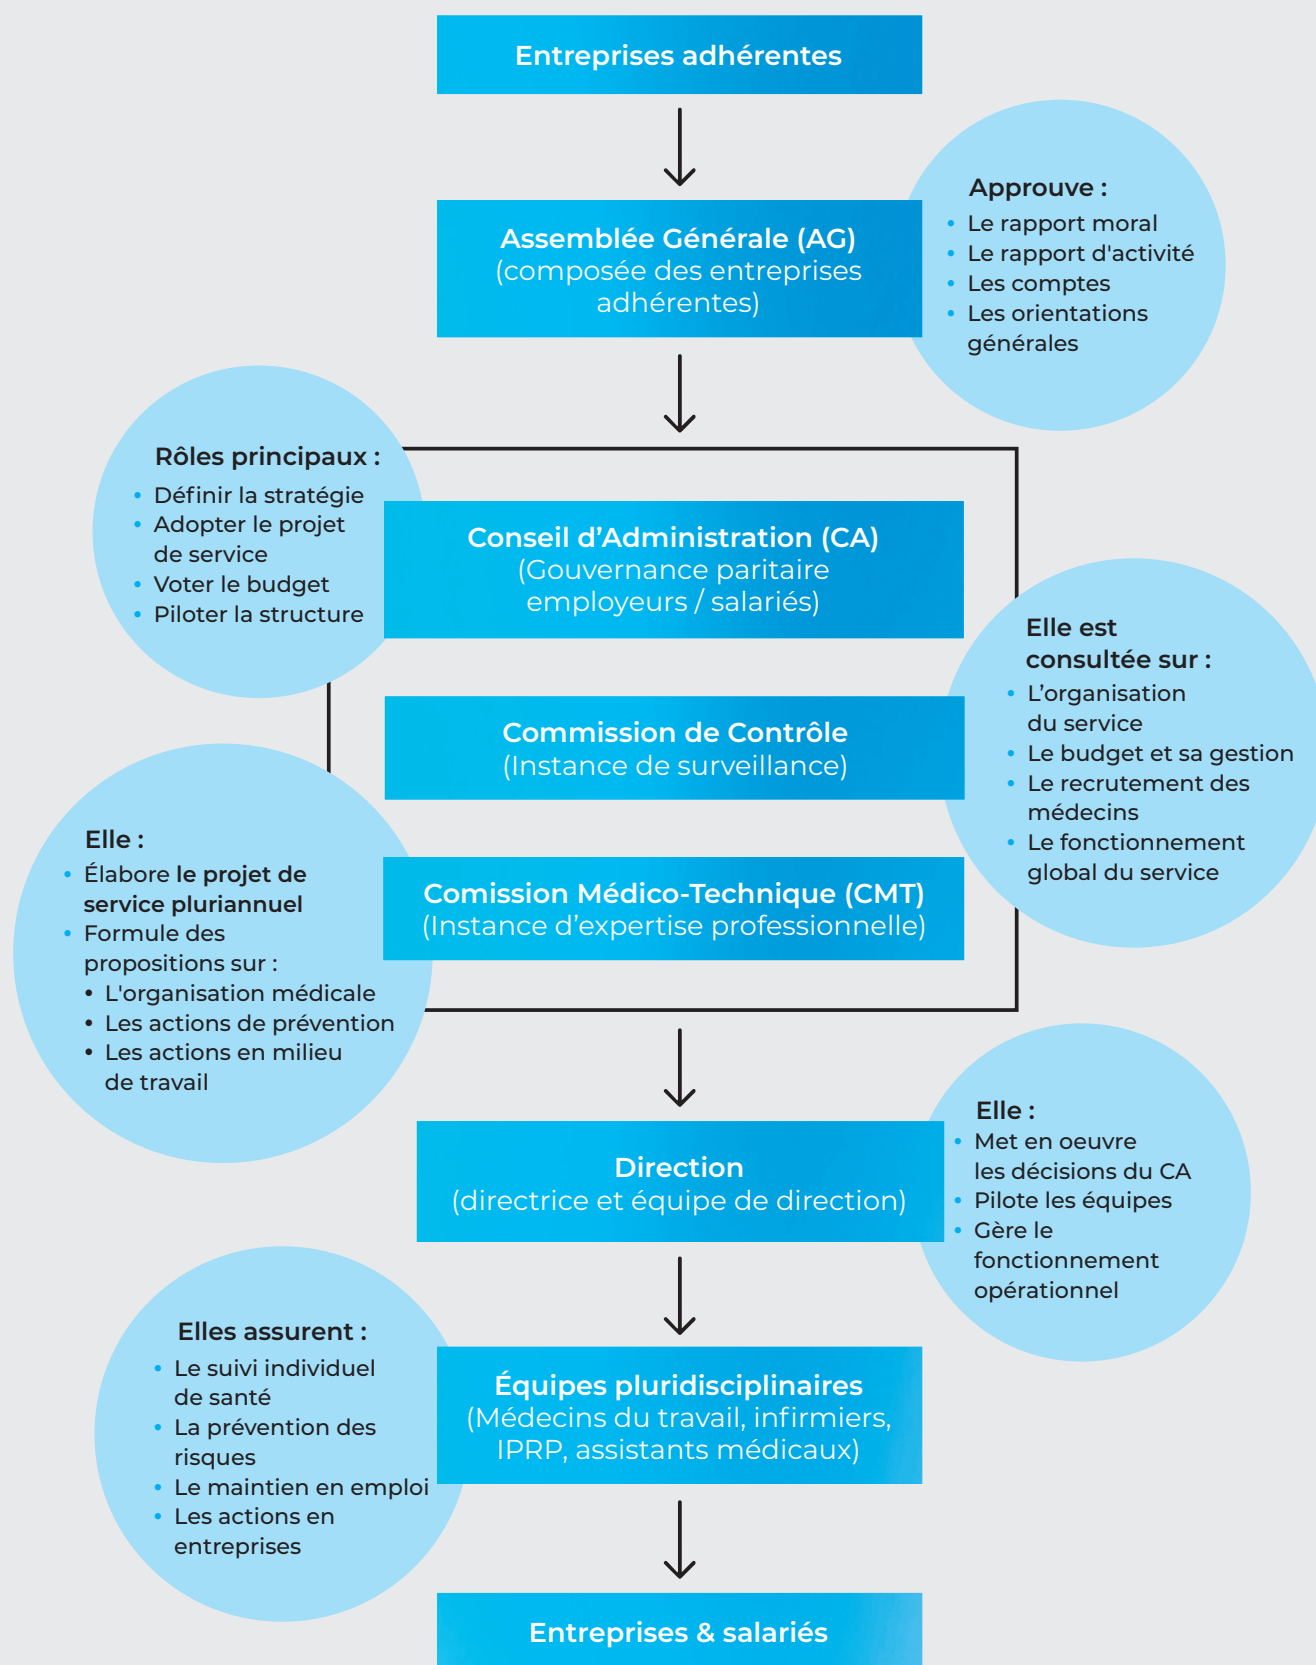 Entreprises adhérentes
Assemblée Générale (AG)
(composée des entreprises
adhérentes)
Approuve :
• Le rapport moral
• Le rapport d'activité
• Les comptes
• Les orientations
générales
Rôles principaux :
• Définir la stratégie
• Adopter le projet
de service
• Voter le budget
• Piloter la structure
Conseil d’Administration (CA)
(Gouvernance paritaire
employeurs / salariés)
Commission de Contrôle
(Instance de surveillance)
Elle est
consultée sur :
• L’organisation
du service
• Le budget et sa gestion
• Le recrutement des
médecins
• Le fonctionnement
global du service
Elle :
• Élabore le projet de
service pluriannuel
• Formule des
propositions sur :
• L'organisation médicale
• Les actions de prévention
• Les actions en milieu
de travail
Comission Médico-Technique (CMT)
(Instance d’expertise professionnelle)
Direction
(directrice et équipe de direction)
Elle :
• Met en oeuvre
les décisions du CA
• Pilote les équipes
• Gère le
fonctionnement
opérationnel
Elles assurent :
• Le suivi individuel
de santé
• La prévention des
risques
• Le maintien en emploi
• Les actions en
entreprises
Équipes pluridisciplinaires
(Médecins du travail, infirmiers,
IPRP, assistants médicaux)
Entreprises & salariés